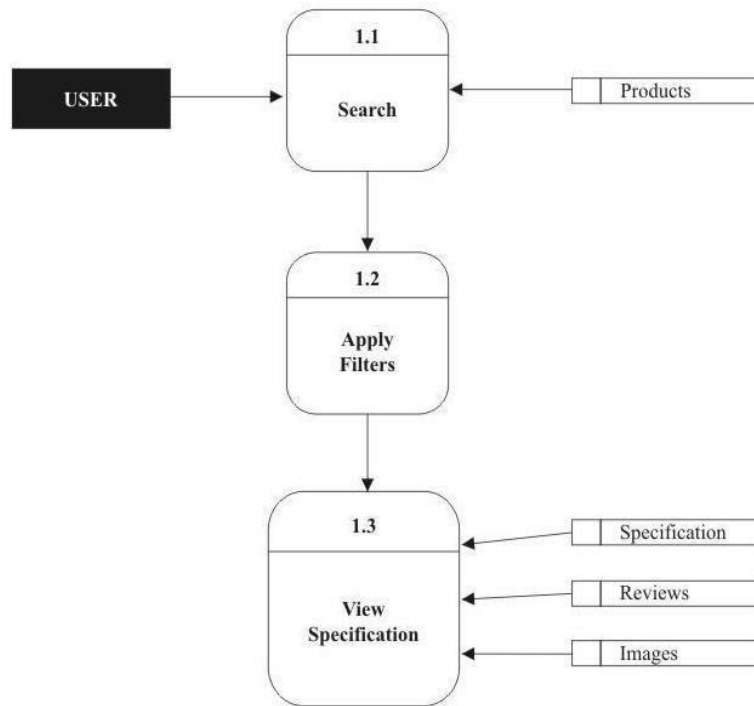 1.1
USER
Search
Products
1.2
Apply
Filters
1.3
Specification
View
Specification
Reviews
Images